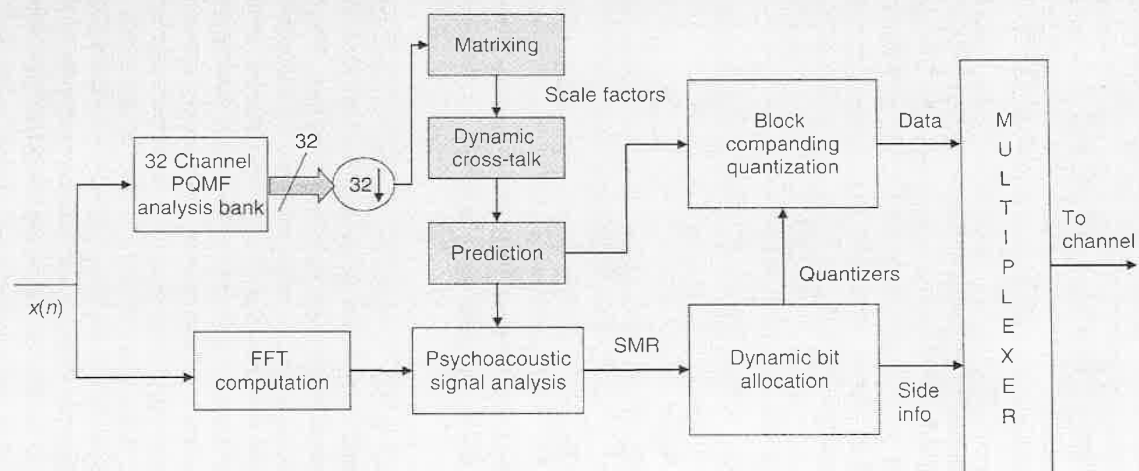 Matrixing
Scale factors
Dynamic
cross-talk
Prediction
32 Channel
PQMF
analysis bank
32
32
x(n)
FFT
computation
Psychoacoustic
signal analysis
SMR
Block
companding
quantization
Data
Quantizers
Dynamic bit
allocation
Side
info
MULTIPLEXER
To
channel